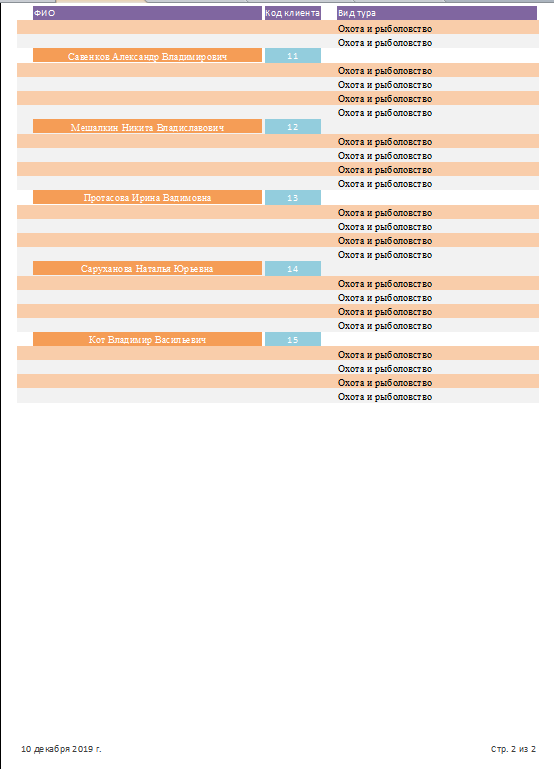 ФИО Код клиента Вид тура
Охота и рыболовство
Охота и рыболовство
Савенков Александр Владимирович 11
Охота и рыболовство
Охота и рыболовство
Охота и рыболовство
Охота и рыболовство
Мешалкин Никита Владиславович 12
Охота и рыболовство
Охота и рыболовство
Охота и рыболовство
Охота и рыболовство
Протасова Ирина Вадимовна 13
Охота и рыболовство
Охота и рыболовство
Охота и рыболовство
Охота и рыболовство
Саруханова Наталья Юрьевна 14
Охота и рыболовство
Охота и рыболовство
Охота и рыболовство
Охота и рыболовство
Кот Владимир Васильевич 15
Охота и рыболовство
Охота и рыболовство
Охота и рыболовство
Охота и рыболовство
10 декабря 2019 г. Стр. 2 из 2